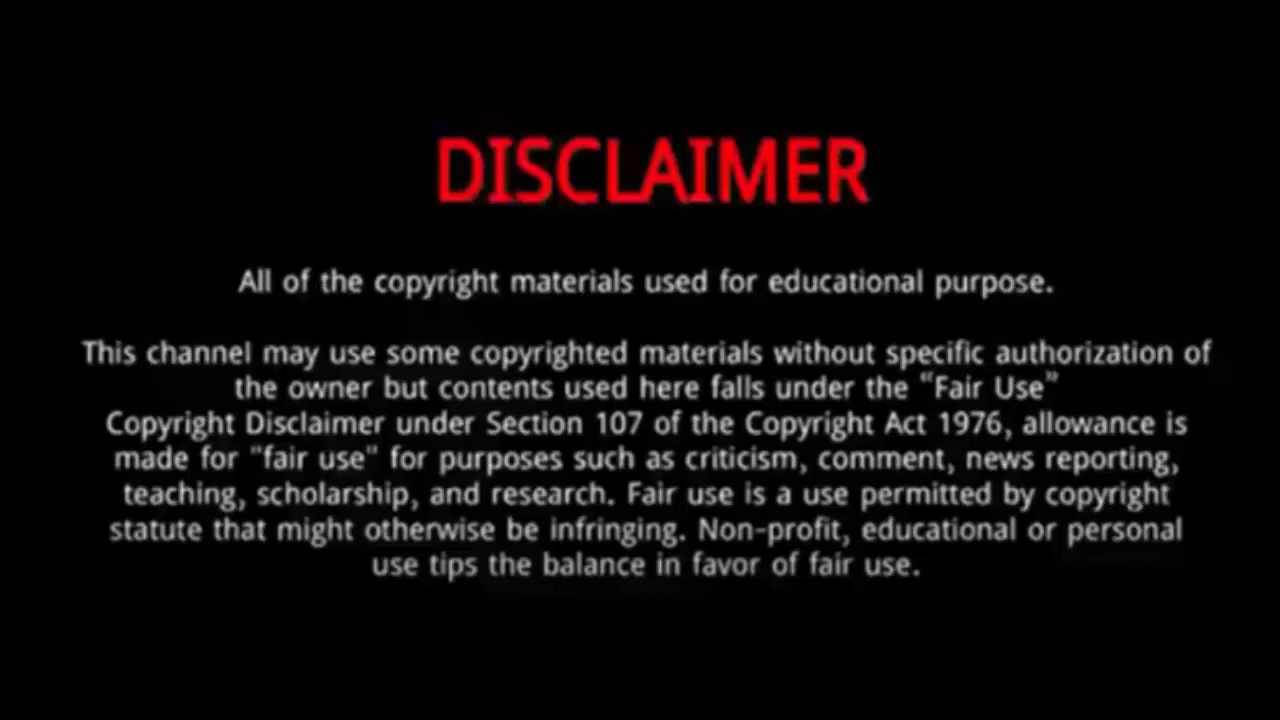 DISCLAIMER
All of the copyright materials used for educational purpose.
This channel may use some copyrighted materials without specific authorization of
the owner but contents used here falls under the “Fair Use”
Copyright Disclaimer under Section 107 of the Copyright Act 1976, allowance is
made for "fair use" for purposes such as criticism, comment, news reporting,
teaching, scholarship, and research. Fair use is a use permitted by copyright
statute that might otherwise be infringing. Non-profit, educational or personal
use tips the balance in favor of fair use.